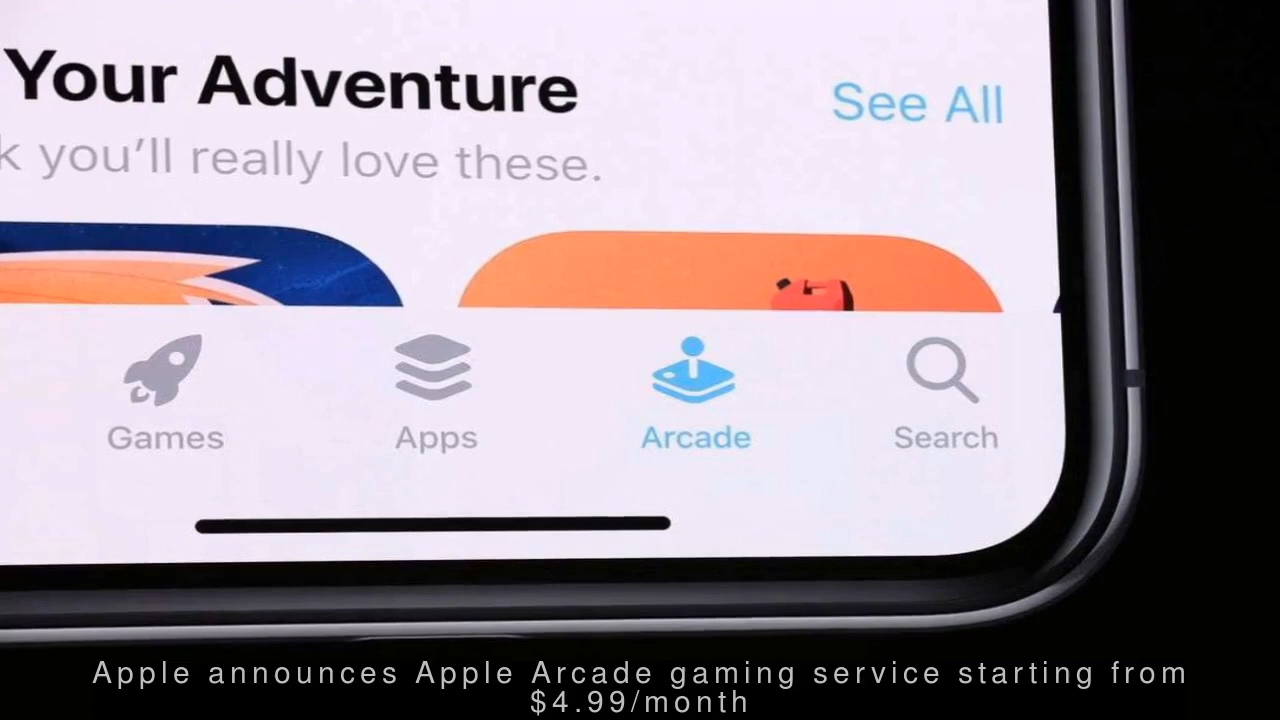 Your Adventure
See All
k you'll really love these.
Games
Apps
Arcade
Search
Apple announces Apple Arcade gaming service starting from
$4.99/month